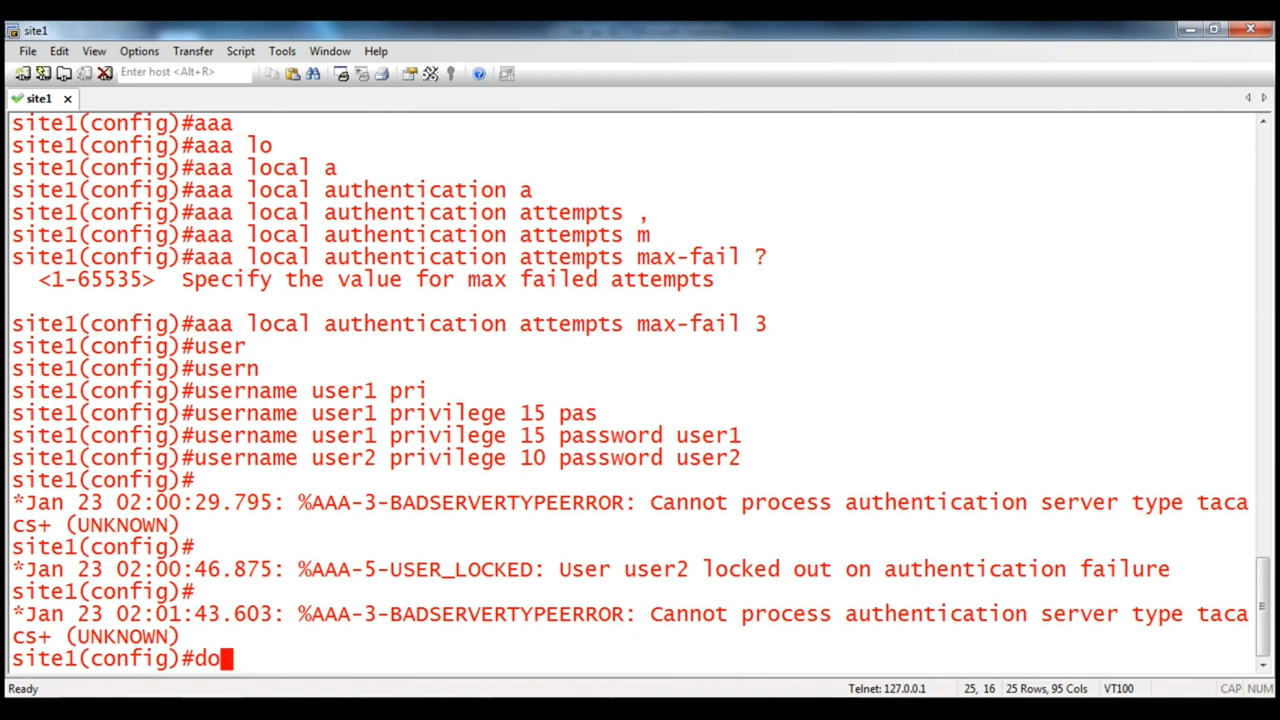 site1
File Edit View Options Transfer Script Tools Window Help
Enter host <Alt+R>
site1
site1(config)#aaa
site1(config)#aaa lo
site1(config)#aaa local a
site1(config)#aaa local authentication a
site1(config)#aaa local authentication attempts ,
site1(config)#aaa local authentication attempts m
site1(config)#aaa local authentication attempts max-fail ?
<1-65535> Specify the value for max failed attempts
site1(config)#aaa local authentication attempts max-fail 3
site1(config)#user
site1(config)#usern
site1(config)#username user1 pri
site1(config)#username user1 privilege 15 pas
site1(config)#username user1 privilege 15 password user1
site1(config)#username user2 privilege 10 password user2
site1(config)#
*Jan 23 02:00:29.795: %AAA-3-BADSERVERTYPEERROR: Cannot process authentication server type taca
cs+ (UNKNOWN)
site1(config)#
*Jan 23 02:00:46.875: %AAA-5-USER_LOCKED: User user2 locked out on authentication failure
site1(config)#
*Jan 23 02:01:43.603: %AAA-3-BADSERVERTYPEERROR: Cannot process authentication server type taca
cs+ (UNKNOWN)
site1(config)#do
Ready Telnet: 127.0.0.1 25, 16 25 Rows, 95 Cols VT100 CAP NUM